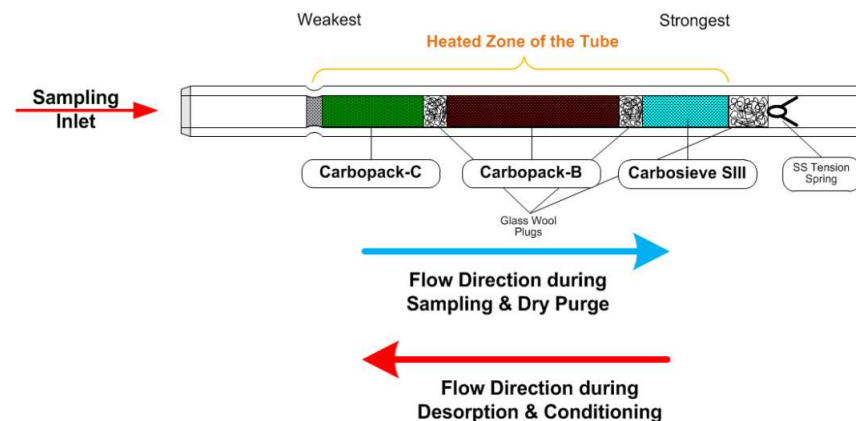 Weakest
Strongest
Heated Zone of the Tube
Sampling
Inlet
Carbopack-C
Carbopack-B
Carbosieve SIII
SS Tension
Spring
Glass Wool
Plugs
Flow Direction during
Sampling & Dry Purge
Flow Direction during
Desorption & Conditioning